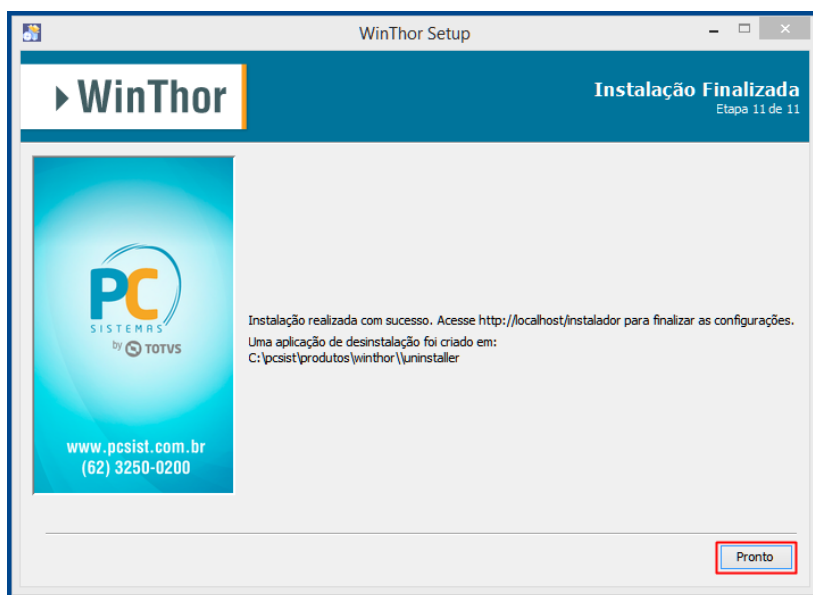 WinThor Setup
WinThor
Instalação Finalizada
Etapa 11 de 11
PC
SISTEMAS
by TOTVS
www.pcsist.com.br
(62) 3250-0200
Instalação realizada com sucesso. Acesse http://localhost/instalador para finalizar as configurações.
Uma aplicação de desinstalação foi criado em:
C:\pcsist\produtos\winthor\\uninstaller
Pronto